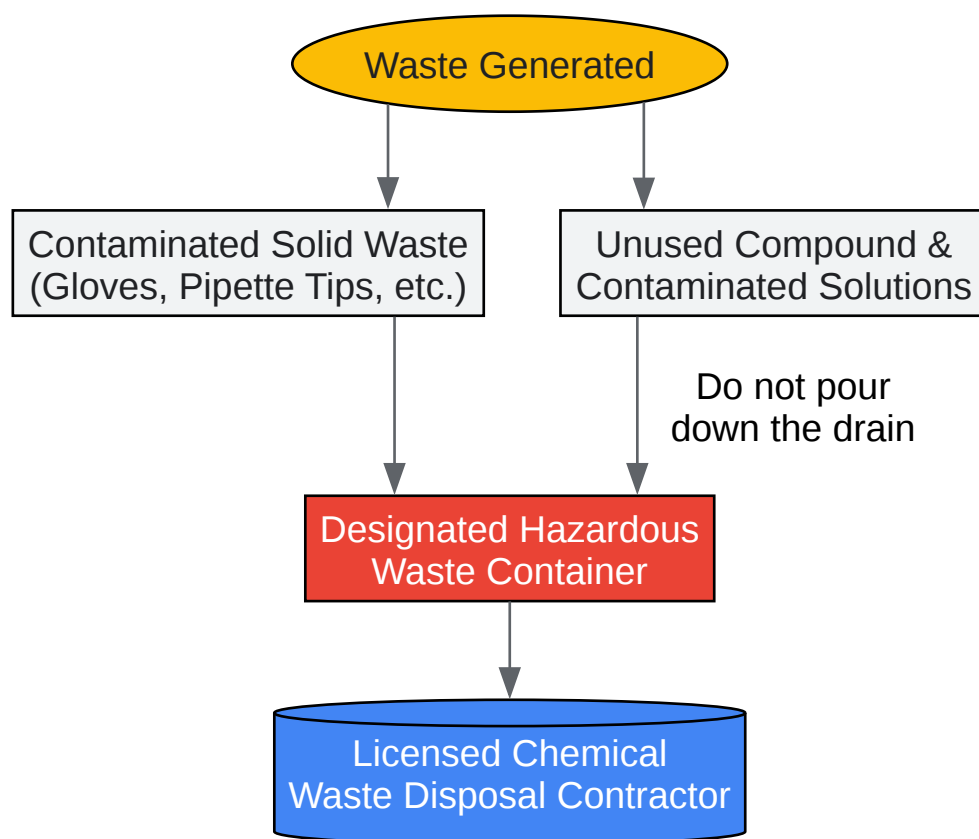 Waste Generated
Contaminated Solid Waste
(Gloves, Pipette Tips, etc.)
Unused Compound &
Contaminated Solutions
Do not pour
down the drain
Designated Hazardous
Waste Container
Licensed Chemical
Waste Disposal Contractor